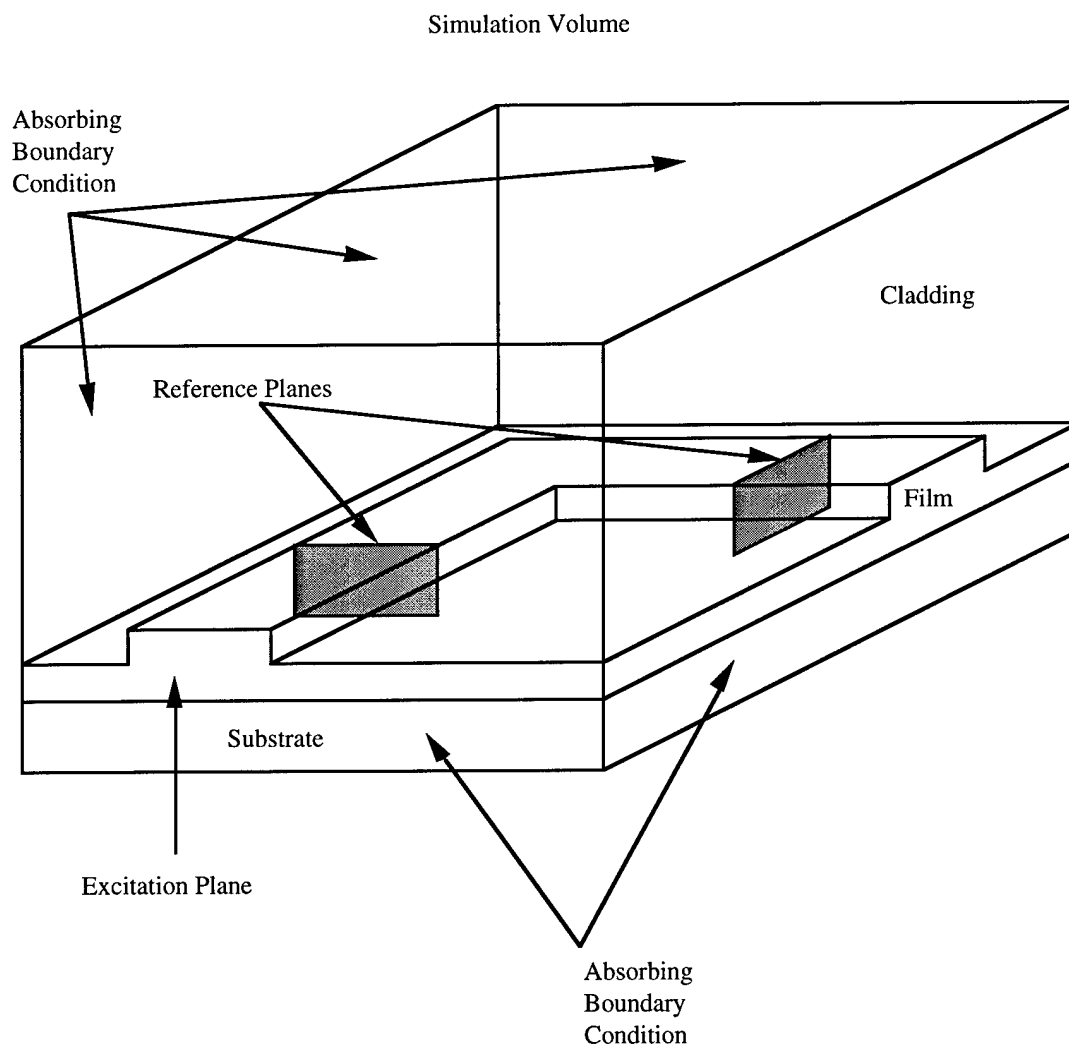 Simulation Volume
Absorbing
Boundary
Condition
Cladding
Reference Planes
Film
Substrate
Excitation Plane
Absorbing
Boundary
Condition